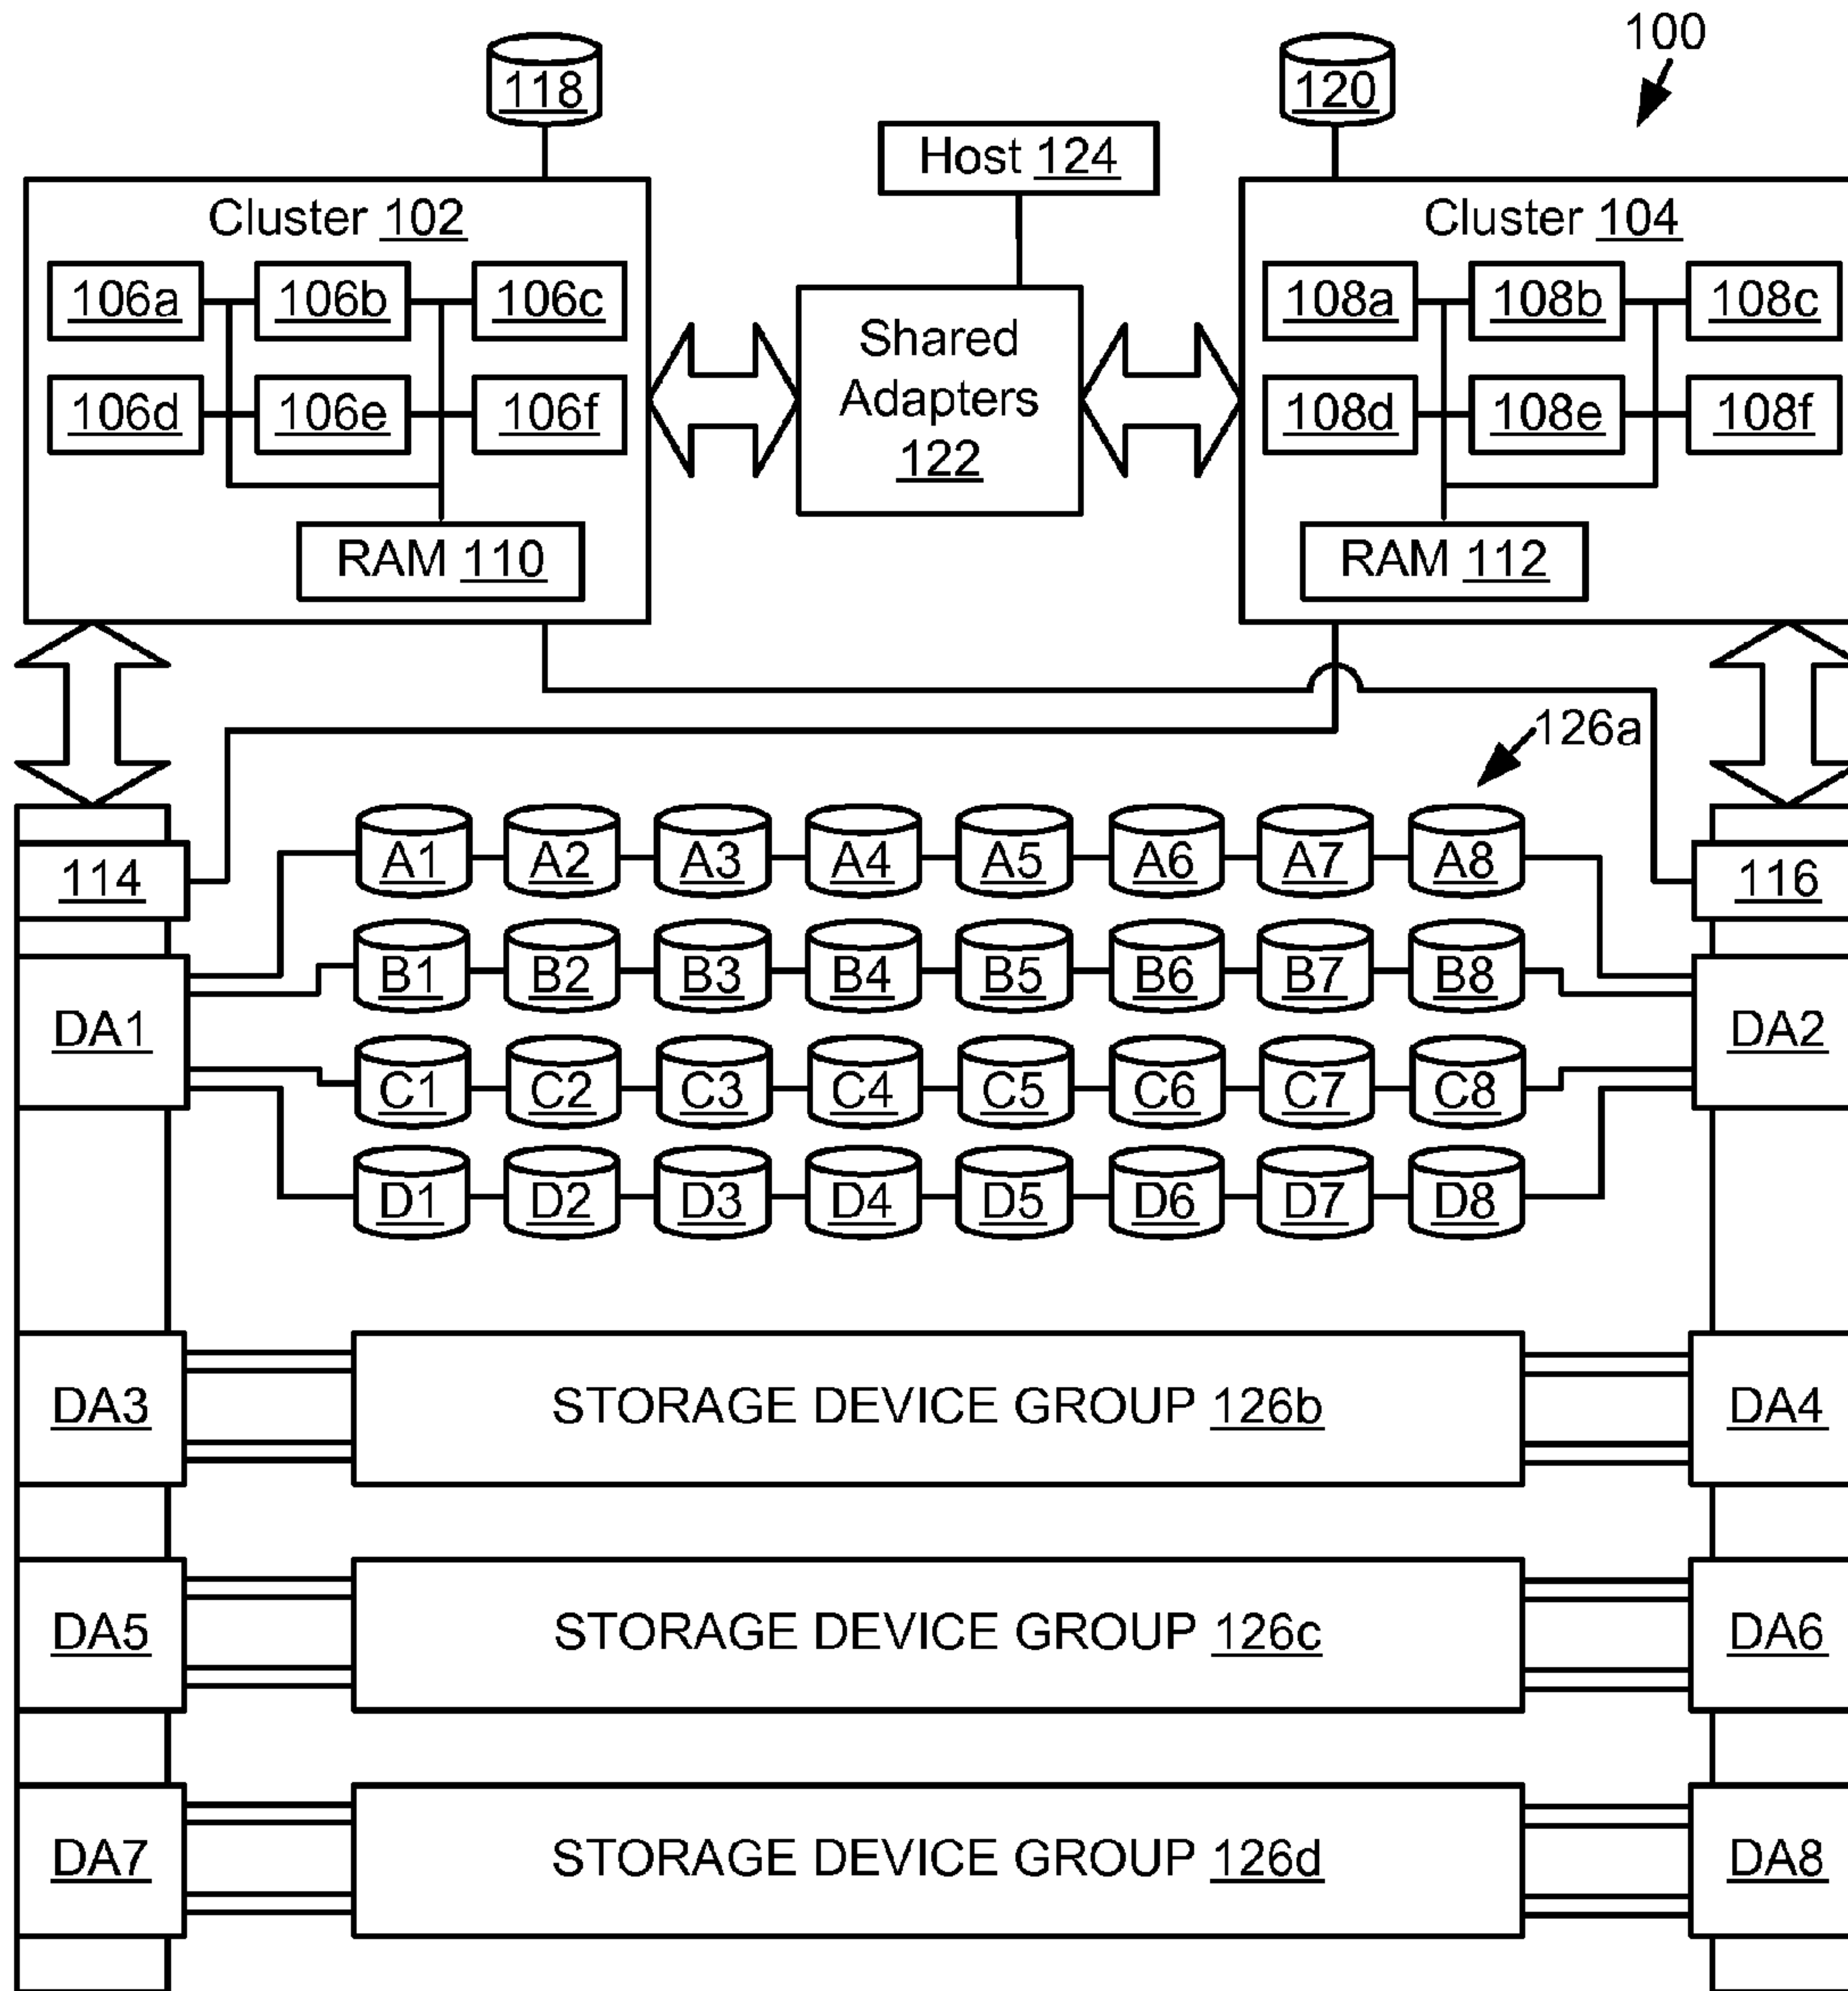 100
118
120
Host 124
Cluster 102
Cluster 104
106a 106b 106c
108a 108b 108c
Shared
Adapters
122
106d 106e 106f
108d 108e 108f
RAM 110
RAM 112
126a
A1 A2 A3 A4 A5 A6 A7 A8
114
116
B1 B2 B3 B4 B5 B6 B7 B8
DA1
DA2
C1 C2 C3 C4 C5 C6 C7 C8
D1 D2 D3 D4 D5 D6 D7 D8
DA3
STORAGE DEVICE GROUP 126b
DA4
DA5
STORAGE DEVICE GROUP 126c
DA6
DA7
STORAGE DEVICE GROUP 126d
DA8